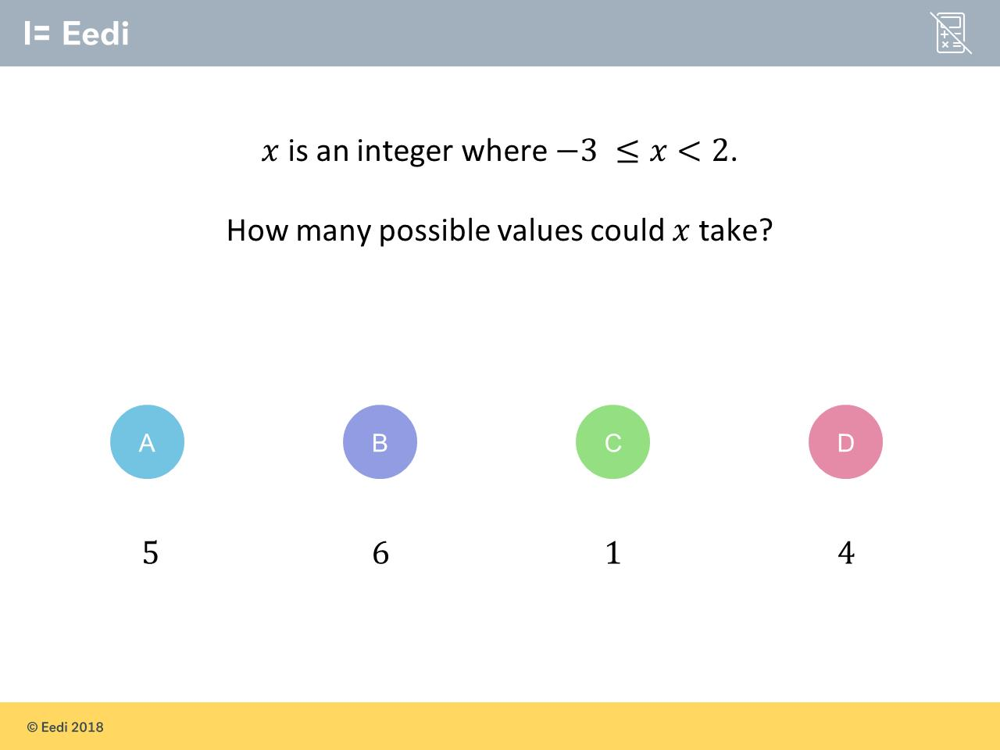 Eedi
x is an integer where −3 ≤ x < 2.
How many possible values could x take?
A B C D
5 6 1 4
© Eedi 2018